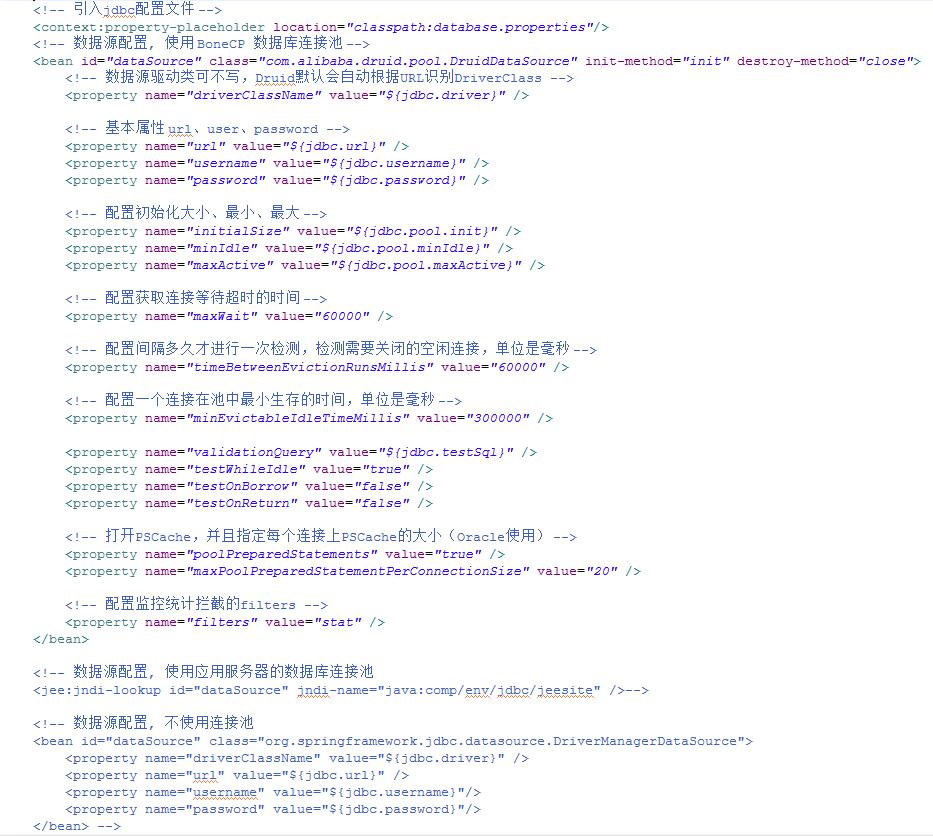 <!-- 引入jdbc配置文件 -->
<context:property-placeholder location="classpath:database.properties"/>
<!-- 数据源配置, 使用 BoneCP 数据库连接池 -->
<bean id="dataSource" class="com.alibaba.druid.pool.DruidDataSource" init-method="init" destroy-method="close">
    <!-- 数据源驱动类可不写，Druid默认会自动根据URL识别DriverClass -->
    <property name="driverClassName" value="${jdbc.driver}" />

    <!-- 基本属性 url、user、password -->
    <property name="url" value="${jdbc.url}" />
    <property name="username" value="${jdbc.username}" />
    <property name="password" value="${jdbc.password}" />

    <!-- 配置初始化大小、最小、最大 -->
    <property name="initialSize" value="${jdbc.pool.init}" />
    <property name="minIdle" value="${jdbc.pool.minIdle}" />
    <property name="maxActive" value="${jdbc.pool.maxActive}" />

    <!-- 配置获取连接等待超时的时间 -->
    <property name="maxWait" value="60000" />

    <!-- 配置间隔多久才进行一次检测，检测需要关闭的空闲连接，单位是毫秒 -->
    <property name="timeBetweenEvictionRunsMillis" value="60000" />

    <!-- 配置一个连接在池中最小生存的时间，单位是毫秒 -->
    <property name="minEvictableIdleTimeMillis" value="300000" />

    <property name="validationQuery" value="${jdbc.testSql}" />
    <property name="testWhileIdle" value="true" />
    <property name="testOnBorrow" value="false" />
    <property name="testOnReturn" value="false" />

    <!-- 打开PSCache，并且指定每个连接上PSCache的大小（Oracle使用） -->
    <property name="poolPreparedStatements" value="true" />
    <property name="maxPoolPreparedStatementPerConnectionSize" value="20" />

    <!-- 配置监控统计拦截的filters -->
    <property name="filters" value="stat" />
</bean>

<!-- 数据源配置, 使用应用服务器的数据库连接池
<jee:jndi-lookup id="dataSource" jndi-name="java:comp/env/jdbc/jeesite" />-->

<!-- 数据源配置, 不使用连接池
<bean id="dataSource" class="org.springframework.jdbc.datasource.DriverManagerDataSource">
    <property name="driverClassName" value="${jdbc.driver}" />
    <property name="url" value="${jdbc.url}" />
    <property name="username" value="${jdbc.username}"/>
    <property name="password" value="${jdbc.password}"/>
</bean> -->